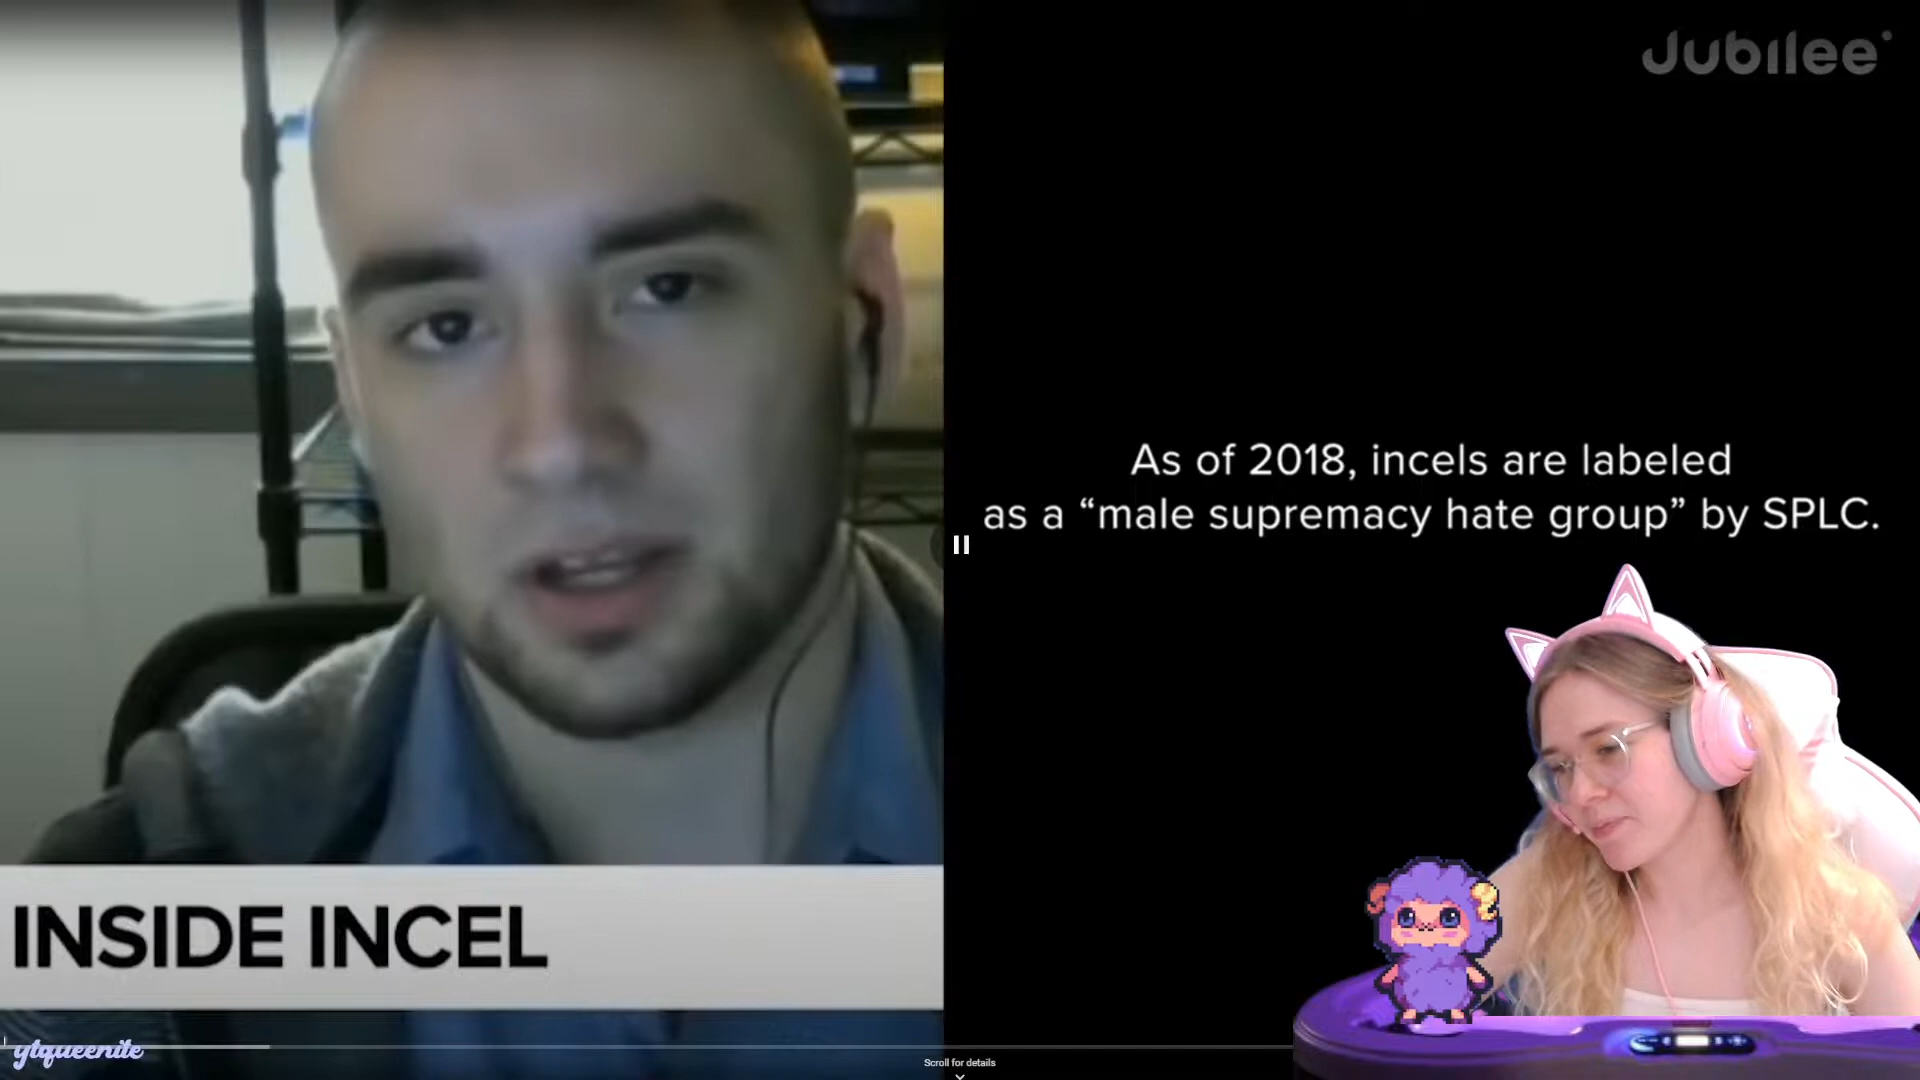 Jubilee
As of 2018, incels are labeled
as a “male supremacy hate group” by SPLC.
INSIDE INCEL
ytqueenite
Scroll for details